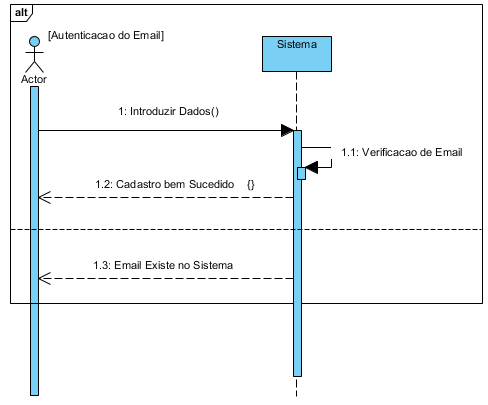 alt
[Autenticacao do Email]
Sistema
Actor
1: Introduzir Dados()
1.1: Verificacao de Email
1.2: Cadastro bem Sucedido {}
1.3: Email Existe no Sistema